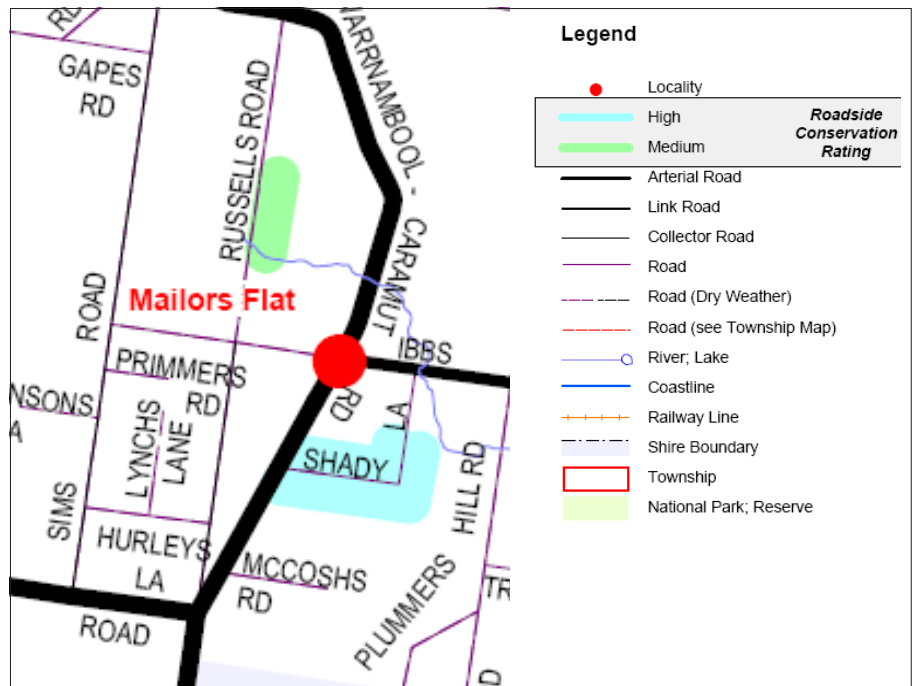 RD
GAPES
RD
RUSSELLS ROAD
WARRNAMBOOL - CARAMUT
RD
ROAD
Mailors Flat
IBBS
PRIMMERS
RD
NSONS
A
LYNCHS
LANE
SHADY
LA
HILL RD
SIMS
HURLEYS
LA
MCCOSHS
RD
PLUMMERS
TR
ROAD
D
Legend
Locality
High
Medium
Roadside
Conservation
Rating
Arterial Road
Link Road
Collector Road
Road
Road (Dry Weather)
Road (see Township Map)
River; Lake
Coastline
Railway Line
Shire Boundary
Township
National Park; Reserve